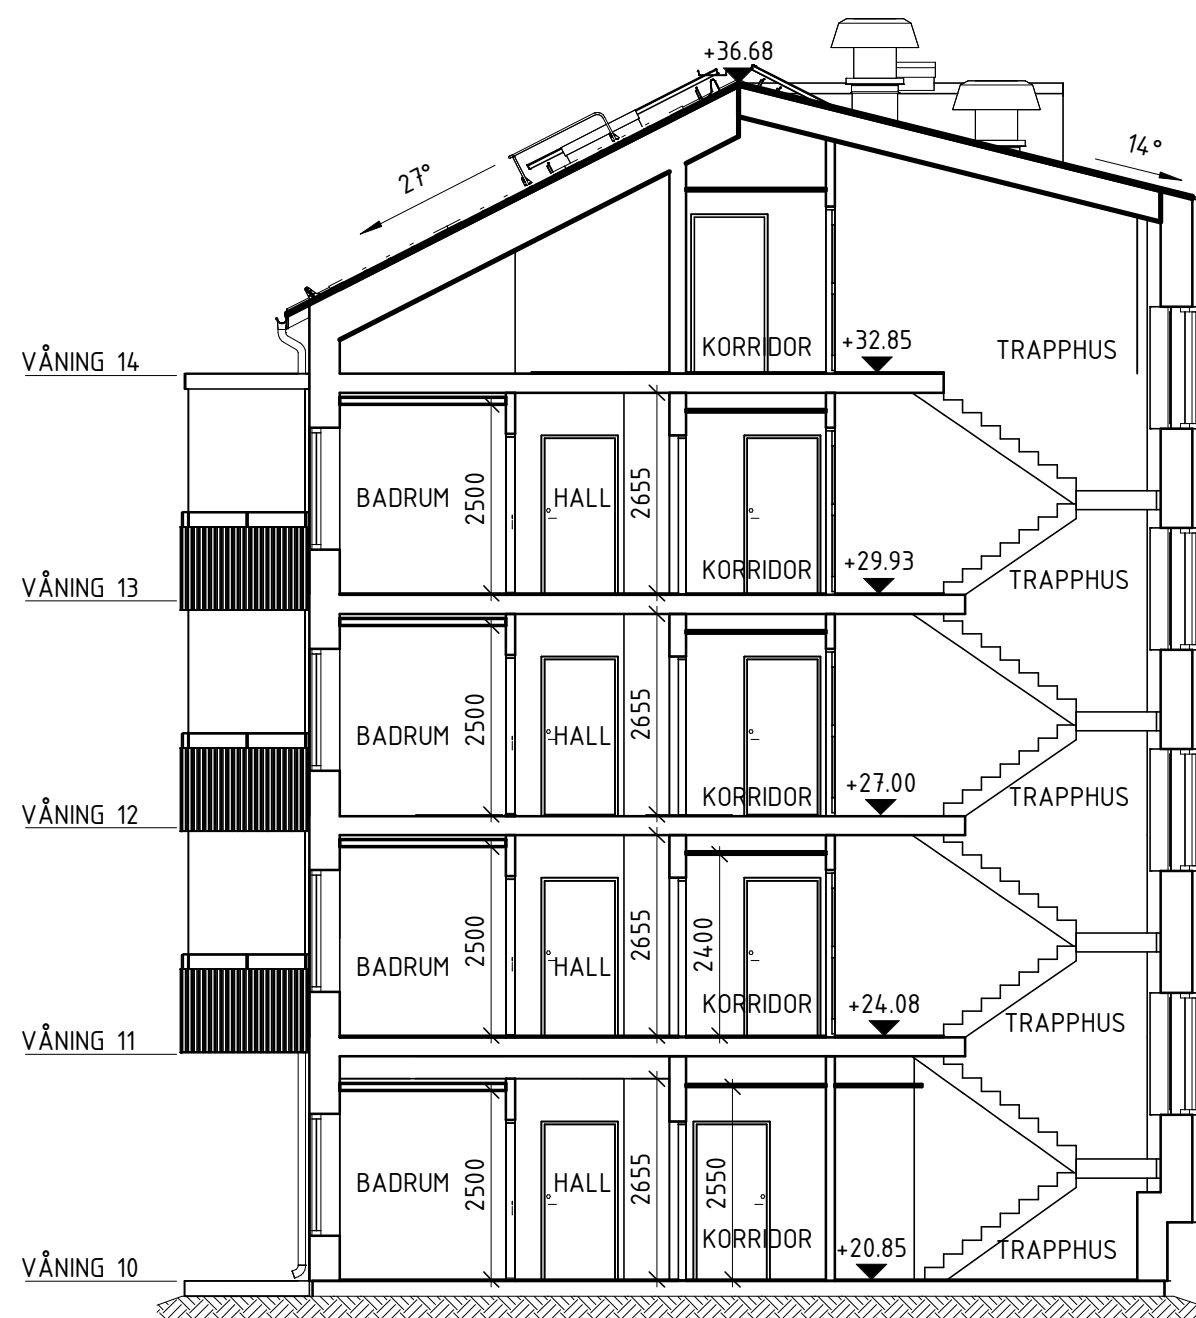 +36.68
14°
27°
KORRIDOR
+32.85
TRAPPHUS
VÅNING 14
BADRUM
2500
HALL
2655
KORRIDOR
+29.93
TRAPPHUS
VÅNING 13
BADRUM
2500
HALL
2655
KORRIDOR
+27.00
TRAPPHUS
VÅNING 12
BADRUM
2500
HALL
2655
2400
KORRIDOR
+24.08
TRAPPHUS
VÅNING 11
BADRUM
2500
HALL
2655
2550
KORRIDOR
+20.85
TRAPPHUS
VÅNING 10